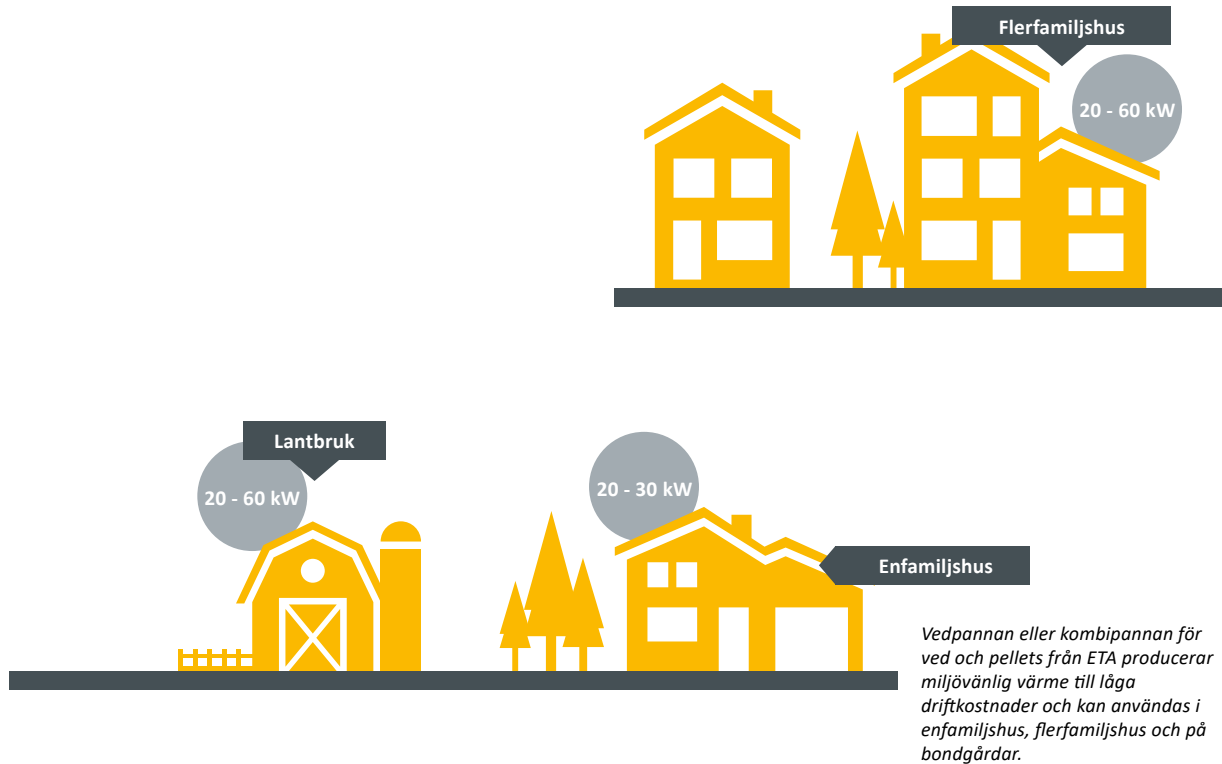 Flerfamiljshus
20 - 60 kW
Lantbruk
20 - 60 kW
20 - 30 kW
Enfamiljshus
Vedpannan eller kombipannan för
ved och pellets från ETA producerar
miljövänlig värme till låga
driftkostnader och kan användas i
enfamiljshus, flerfamiljshus och på
bondgårdar.